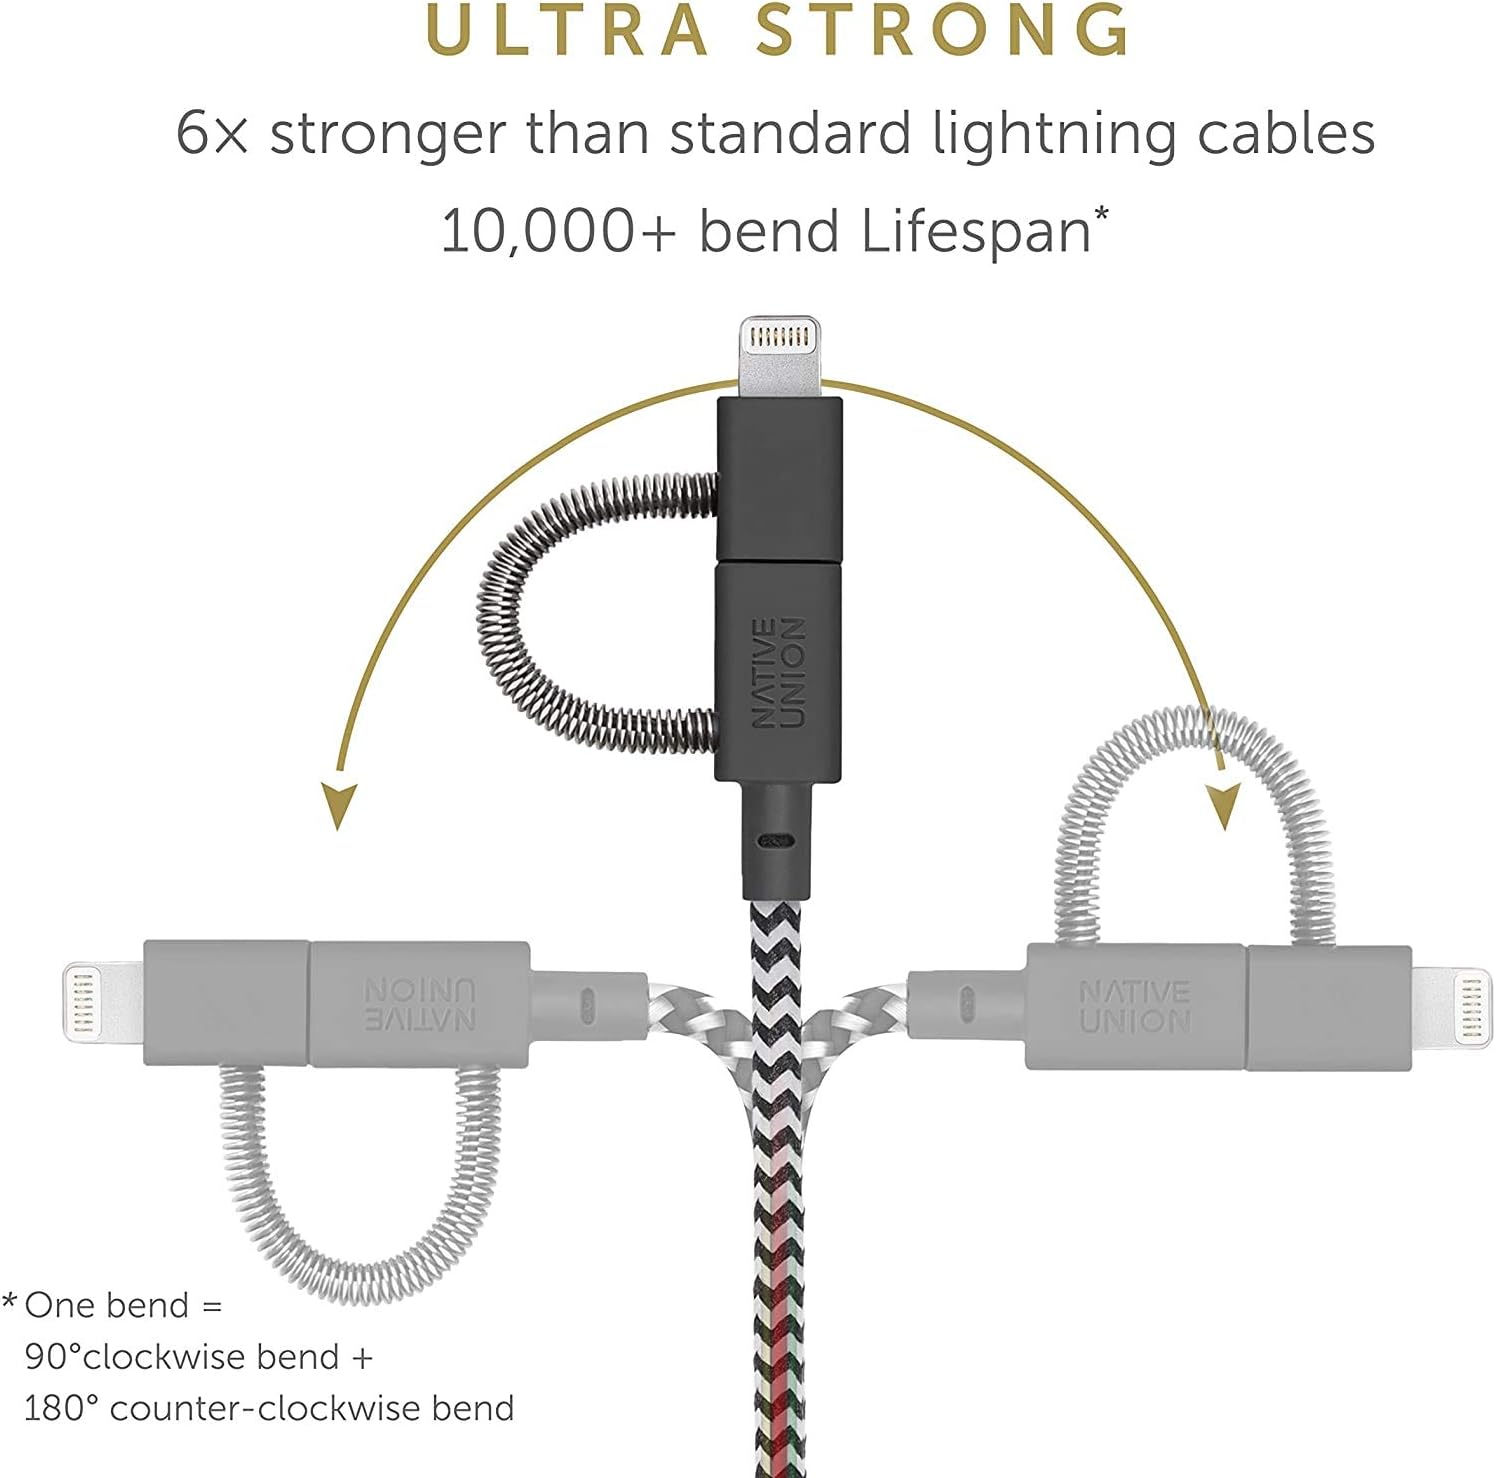 ULTRA STRONG
6x stronger than standard lightning cables
10,000+ bend Lifespan*
NATIVE
UNION
NATIVE
UNION
NATIVE
UNION
* One bend =
90°clockwise bend +
180° counter-clockwise bend